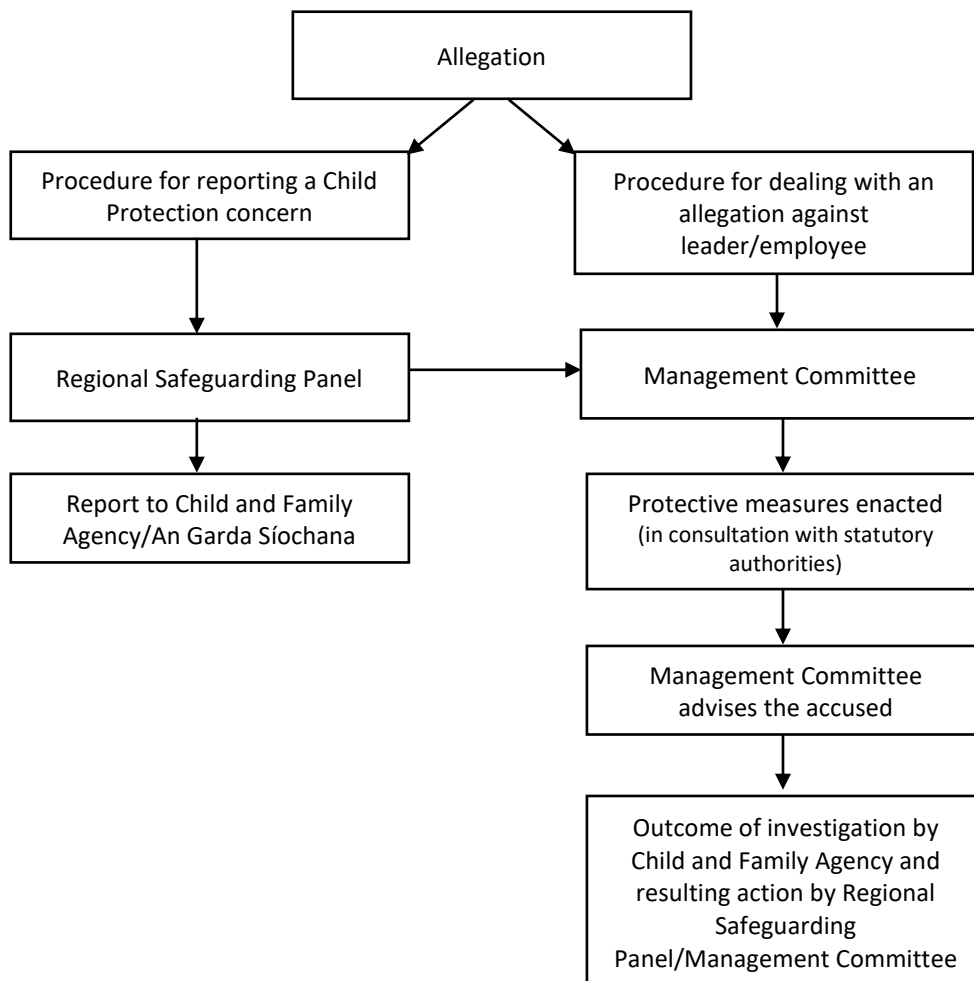 Allegation
Procedure for reporting a Child
Protection concern
Procedure for dealing with an
allegation against
leader/employee
Regional Safeguarding Panel
Management Committee
Report to Child and Family
Agency/An Garda Síochana
Protective measures enacted
(in consultation with statutory
authorities)
Management Committee
advises the accused
Outcome of investigation by
Child and Family Agency and
resulting action by Regional
Safeguarding
Panel/Management Committee